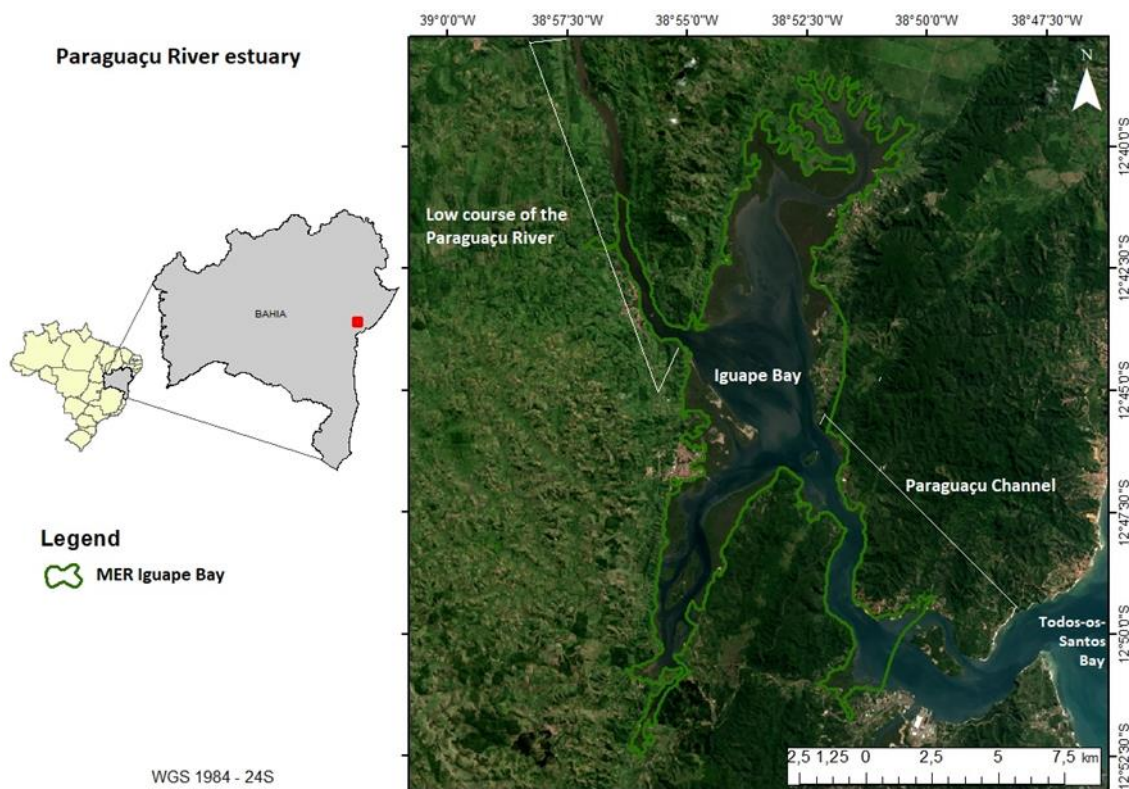 Paraguaçu River estuary
BAHIA
Legend
MER Iguape Bay
WGS 1984 - 24S
39°0'0"W 38°57'30"W 38°55'0"W 38°52'30"W 38°50'0"W 38°47'30"W
N
Low course of the
Paraguaçu River
Iguape Bay
Paraguaçu Channel
Todos-os-
Santos
Bay
12°40'0"S
12°42'30"S
12°45'0"S
12°47'30"S
12°50'0"S
12°52'30"S
2,5 1,25 0 2,5 5 7,5 km